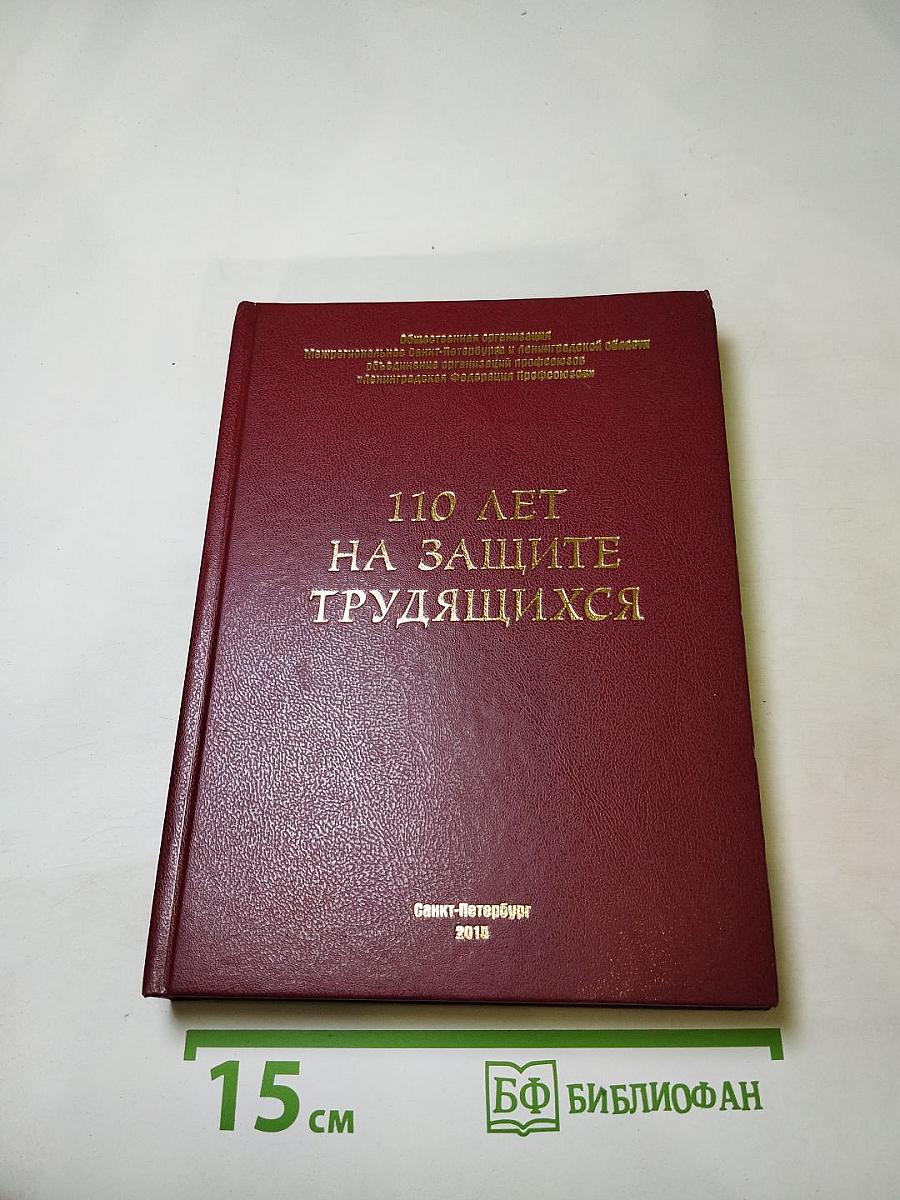 Общественная организация
Межрегиональное Санкт-Петербурга и Ленинградской области
объединение организаций профсоюзов
«Ленинградская Федерация Профсоюзов»
110 ЛЕТ
НА ЗАЩИТЕ
ТРУДЯЩИХСЯ
Санкт-Петербург
15 см
БФ БИБЛИОФАН